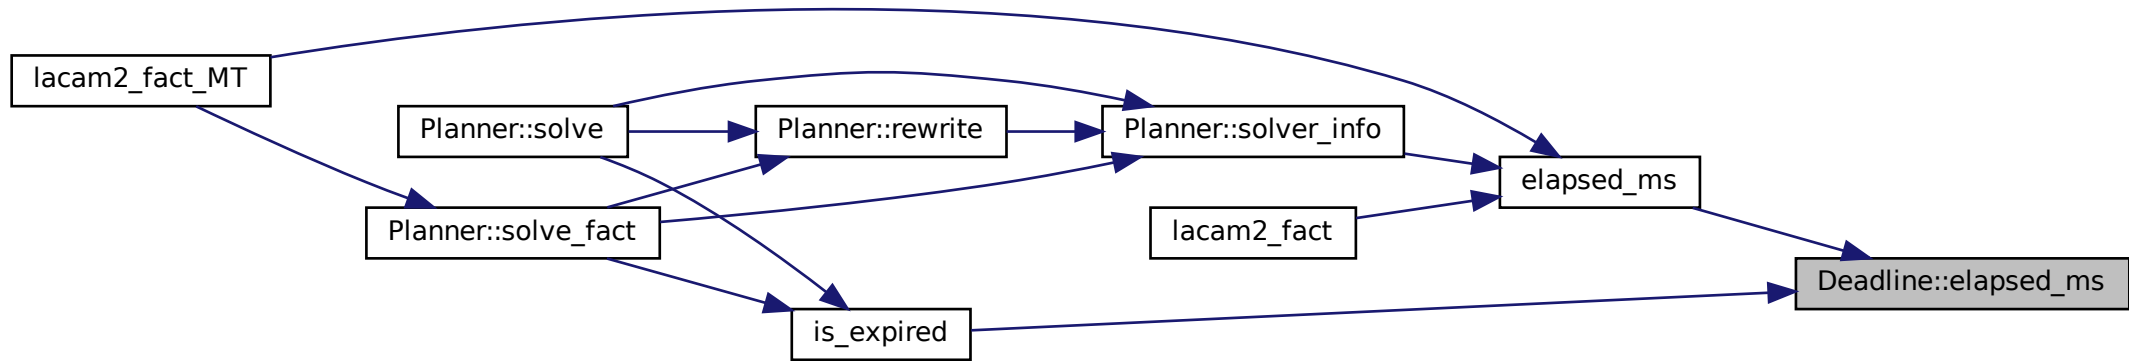 lacam2_fact_MT
Planner::solve
Planner::rewrite
Planner::solver_info
elapsed_ms
Planner::solve_fact
lacam2_fact
Deadline::elapsed_ms
is_expired